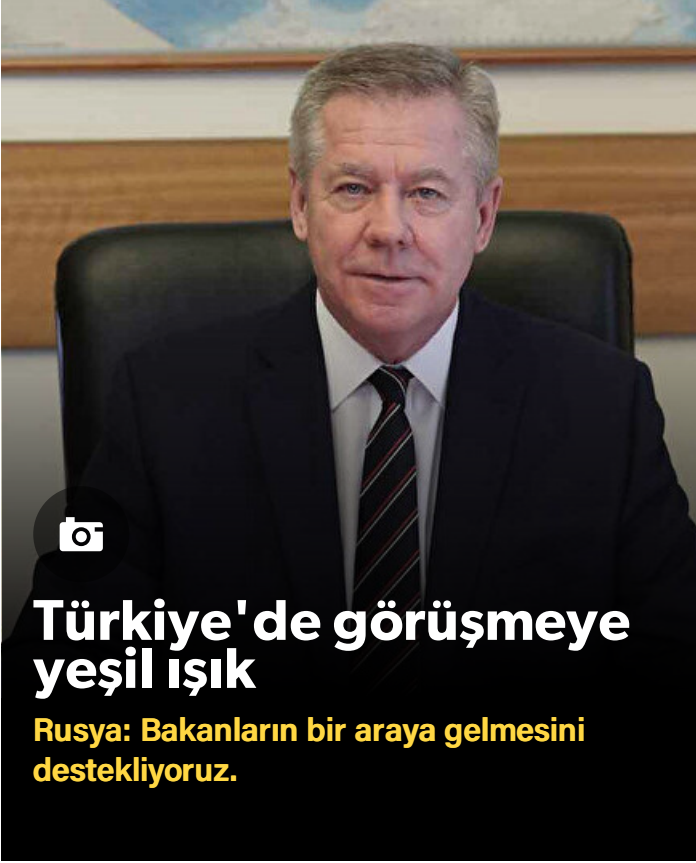 Türkiye'de görüşmeye
yeşil ışık
Rusya: Bakanların bir araya gelmesini
destekliyoruz.